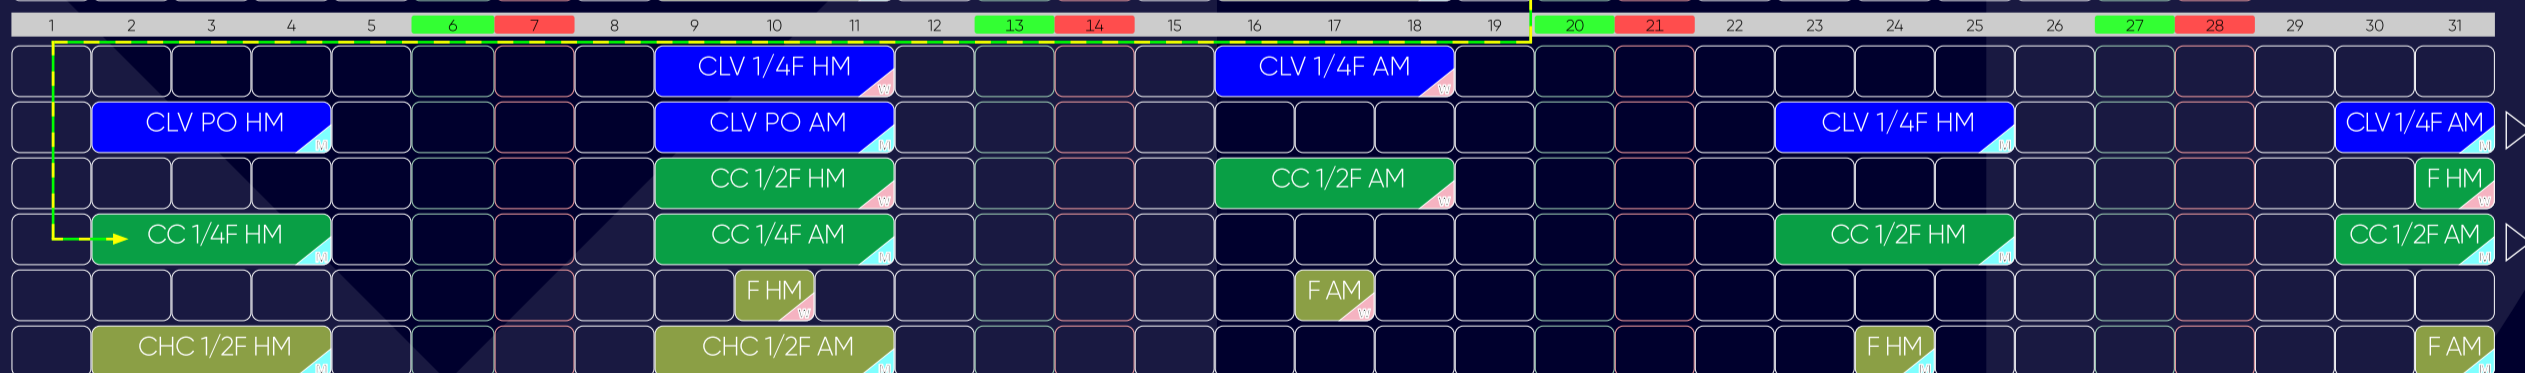 1 2 3 4 5 6 7 8 9 10 11 12 13 14 15 16 17 18 19 20 21 22 23 24 25 26 27 28 29 30 31
CLV 1/4F HM W CLV 1/4F AM W
CLV PO HM M CLV PO AM M CLV 1/4F HM M CLV 1/4F AM M
CC 1/2F HM W CC 1/2F AM W F HM W
CC 1/4F HM M CC 1/4F AM M CC 1/2F HM M CC 1/2F AM M
F HM W F AM W
CHC 1/2F HM M CHC 1/2F AM M F HM M F AM M